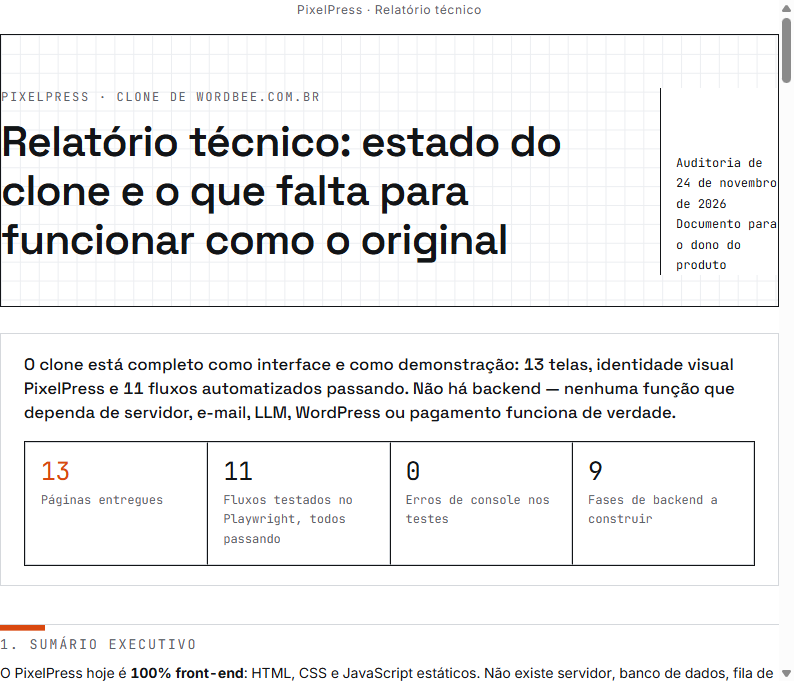 PixelPress · Relatório técnico
PIXELPRESS · CLONE DE WORDBEE.COM.BR
Relatório técnico: estado do
clone e o que falta para
funcionar como o original
Auditoria de
24 de novembro
de 2026
Documento para
o dono do
produto
O clone está completo como interface e como demonstração: 13 telas, identidade visual
PixelPress e 11 fluxos automatizados passando. Não há backend — nenhuma função que
dependa de servidor, e-mail, LLM, WordPress ou pagamento funciona de verdade.
13
Páginas entregues
11
Fluxos testados no
Playwright, todos
passando
0
Erros de console nos
testes
9
Fases de backend a
construir
1. SUMÁRIO EXECUTIVO
O PixelPress hoje é 100% front-end: HTML, CSS e JavaScript estáticos. Não existe servidor, banco de dados, fila de